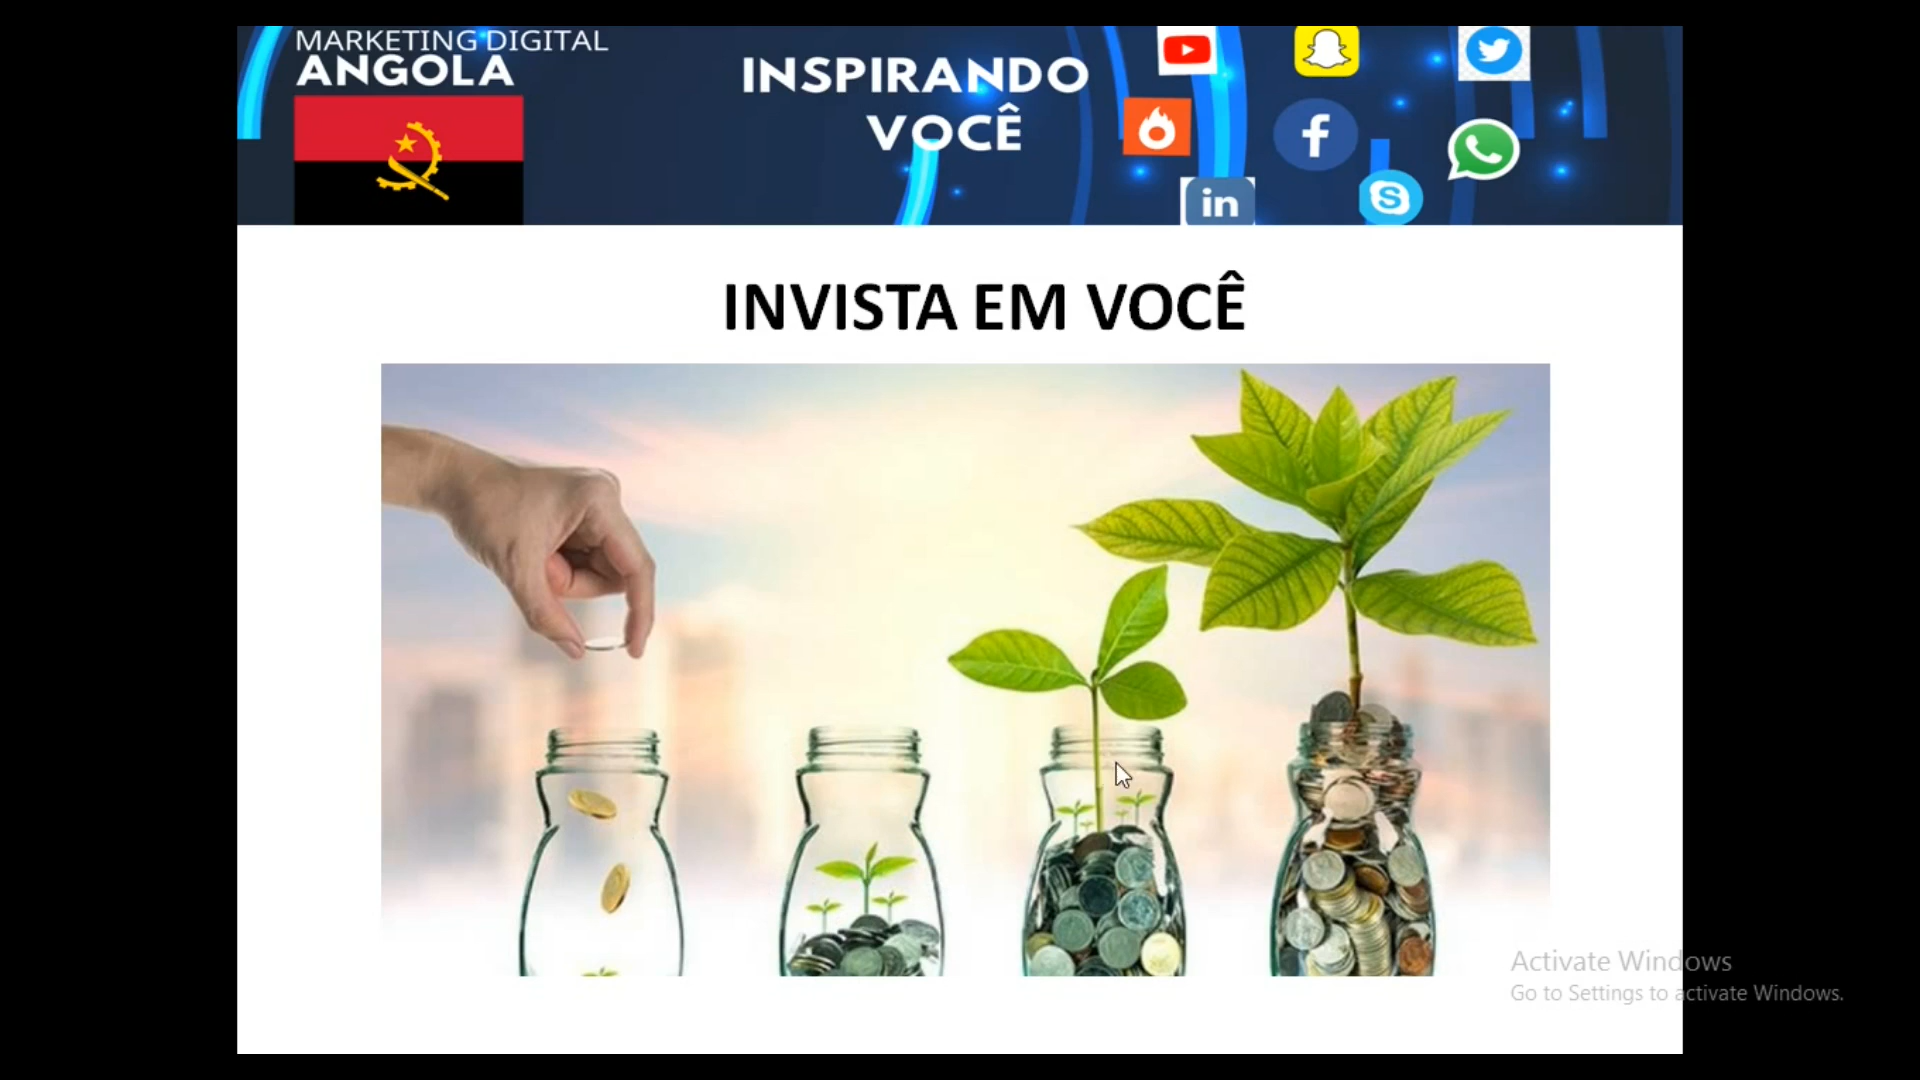 MARKETING DIGITAL
ANGOLA
INSPIRANDO
VOCÊ
f
in
S
INVISTA EM VOCÊ
Activate Windows
Go to Settings to activate Windows.